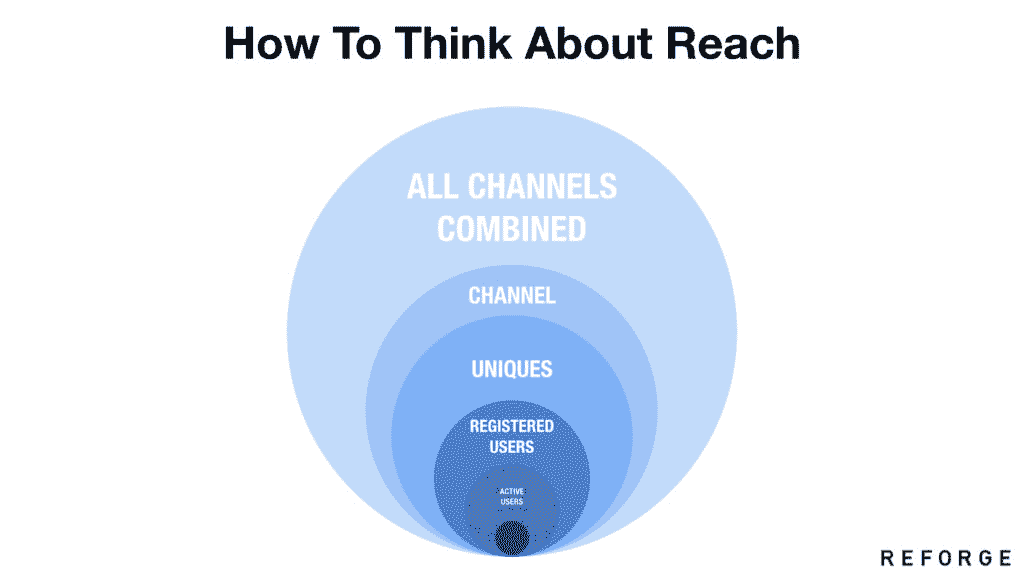 How To Think About Reach
ALL CHANNELS
COMBINED
CHANNEL
UNIQUES
REGISTERED
USERS
ACTIVE
USERS
REFORGE